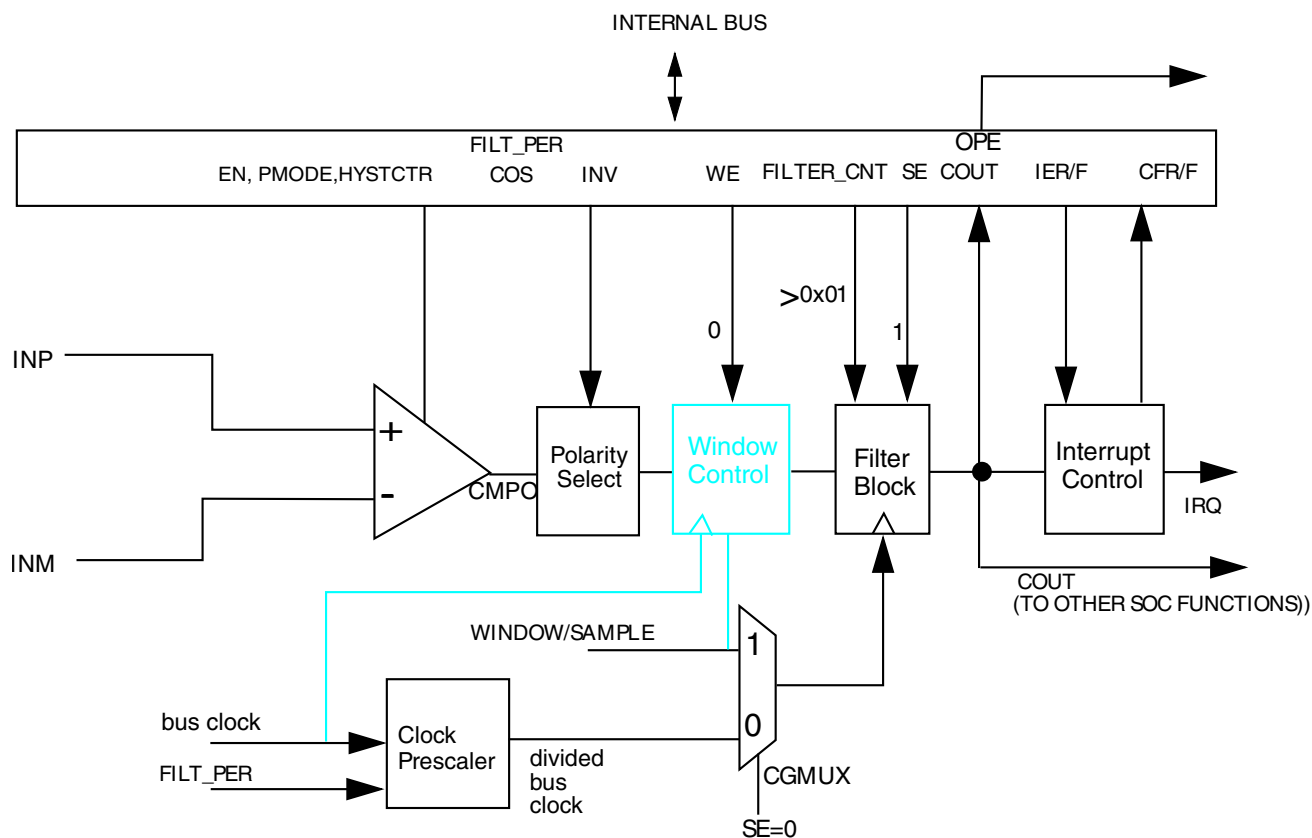 INTERNAL BUS
FILT_PER
OPE
EN, PMODE,HYSTCTR
COS
INV
WE
FILTER_CNT
SE
COUT
IER/F
CFR/F
>0x01
0
1
INP
+
-
INM
CMPO
Polarity
Select
Window
Control
Filter
Block
Interrupt
Control
IRQ
COUT
(TO OTHER SOC FUNCTIONS))
WINDOW/SAMPLE
1
0
bus clock
FILT_PER
Clock
Prescaler
divided
bus
clock
CGMUX
SE=0